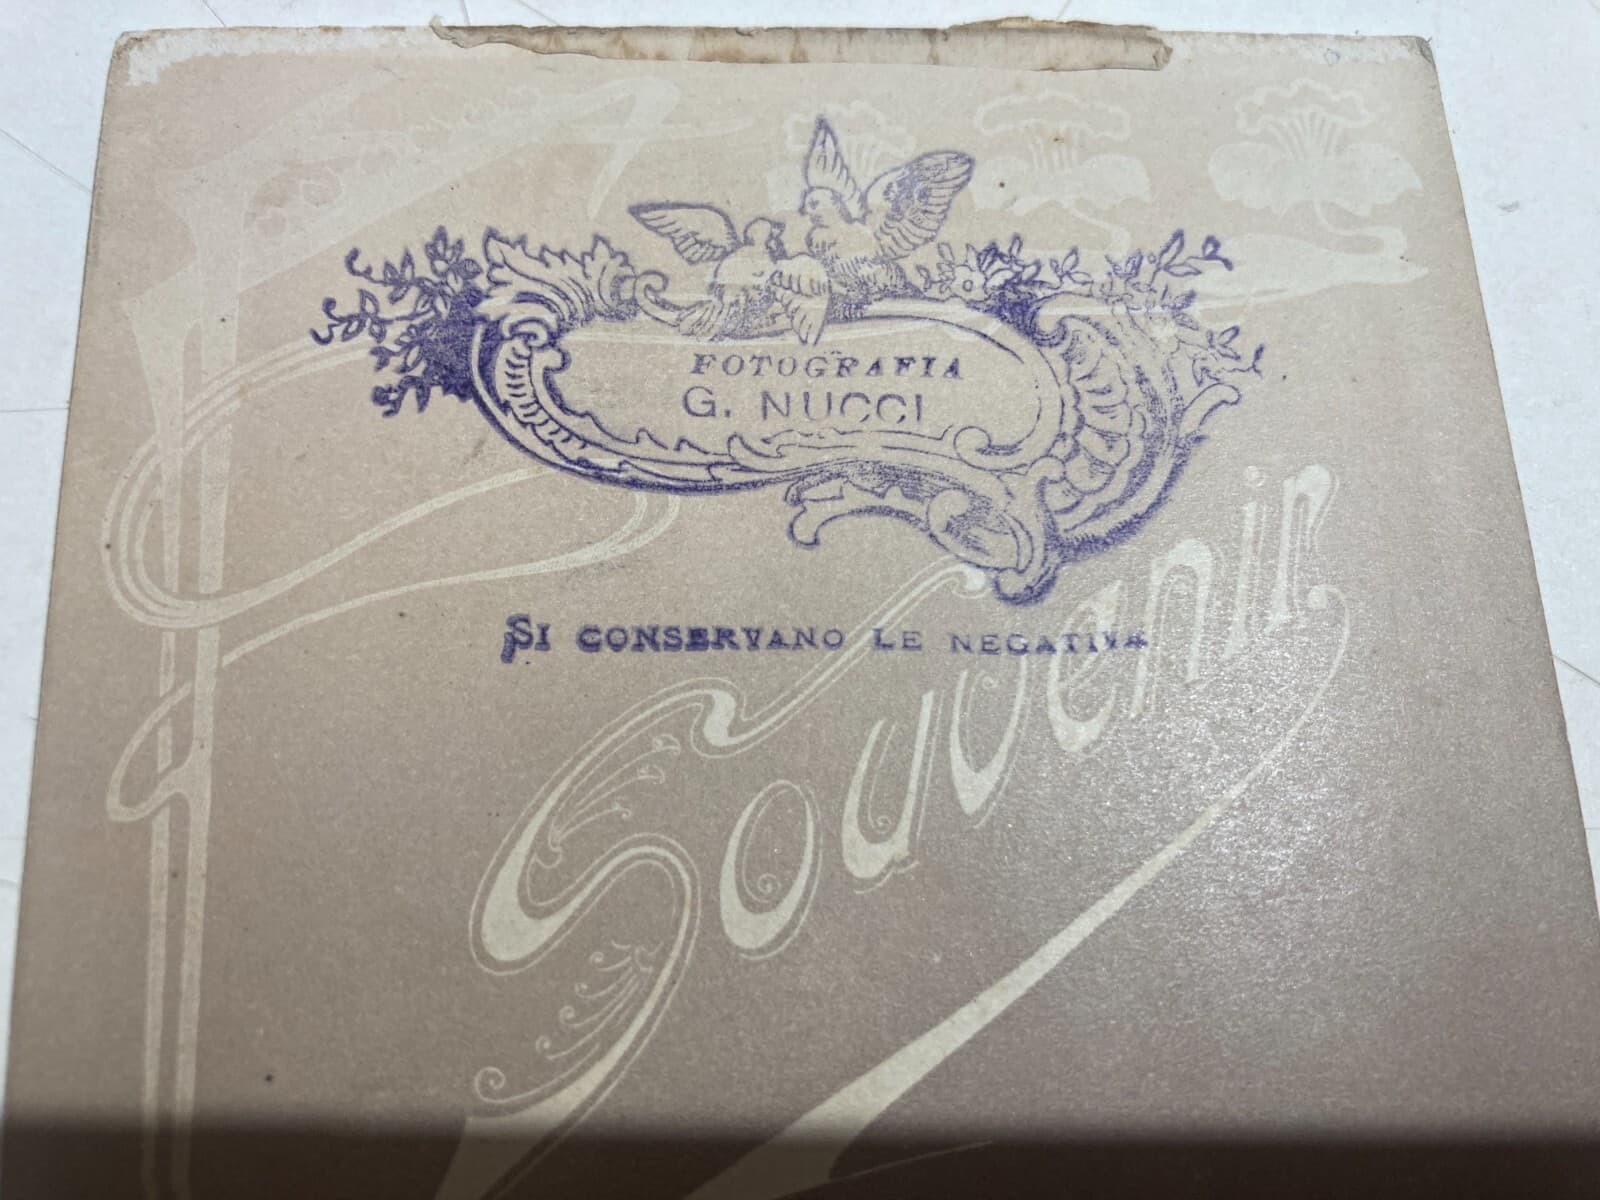 FOTOGRAFIA
G. NUCCI
SI CONSERVANO LE NEGATIVE
Souvenir